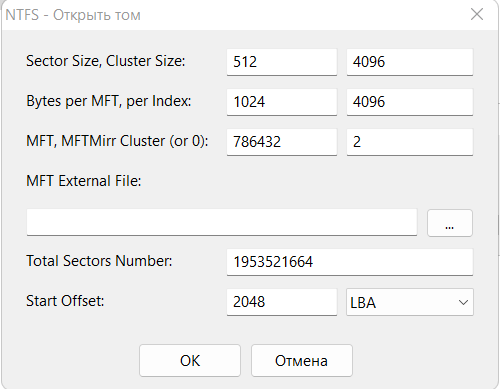 NTFS - Открыть том
Sector Size, Cluster Size: 512 4096
Bytes per MFT, per Index: 1024 4096
MFT, MFTMirr Cluster (or 0): 786432 2
MFT External File:
...
Total Sectors Number: 1953521664
Start Offset: 2048 LBA
OK Отмена